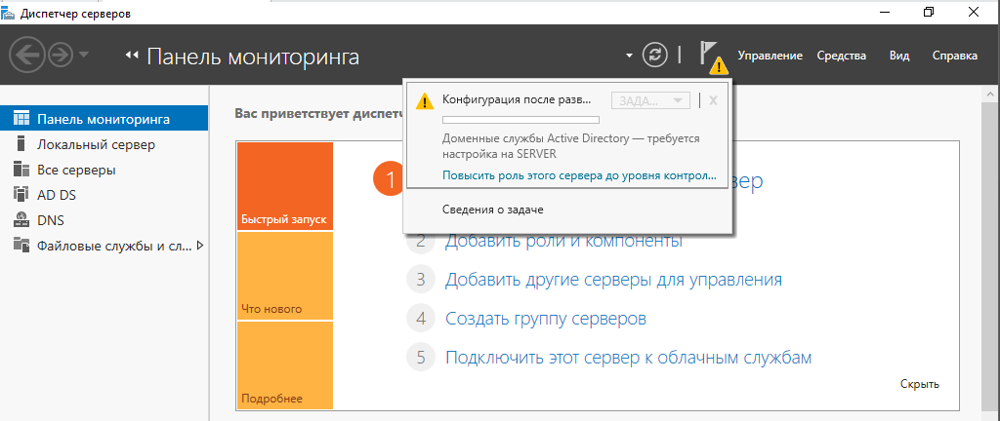 Диспетчер серверов
Панель мониторинга
Управление Средства Вид Справка
Панель мониторинга
Локальный сервер
Все серверы
AD DS
DNS
Файловые службы и сл...
Вас приветствует диспетч
Конфигурация после разв...
ЗАДА...
X
Доменные службы Active Directory — требуется
настройка на SERVER
Повысить роль этого сервера до уровня контрол...
Сведения о задаче
Быстрый запуск
Что нового
Подробнее
1
вер
2 Добавить роли и компоненты
3 Добавить другие серверы для управления
4 Создать группу серверов
5 Подключить этот сервер к облачным службам
Скрыть